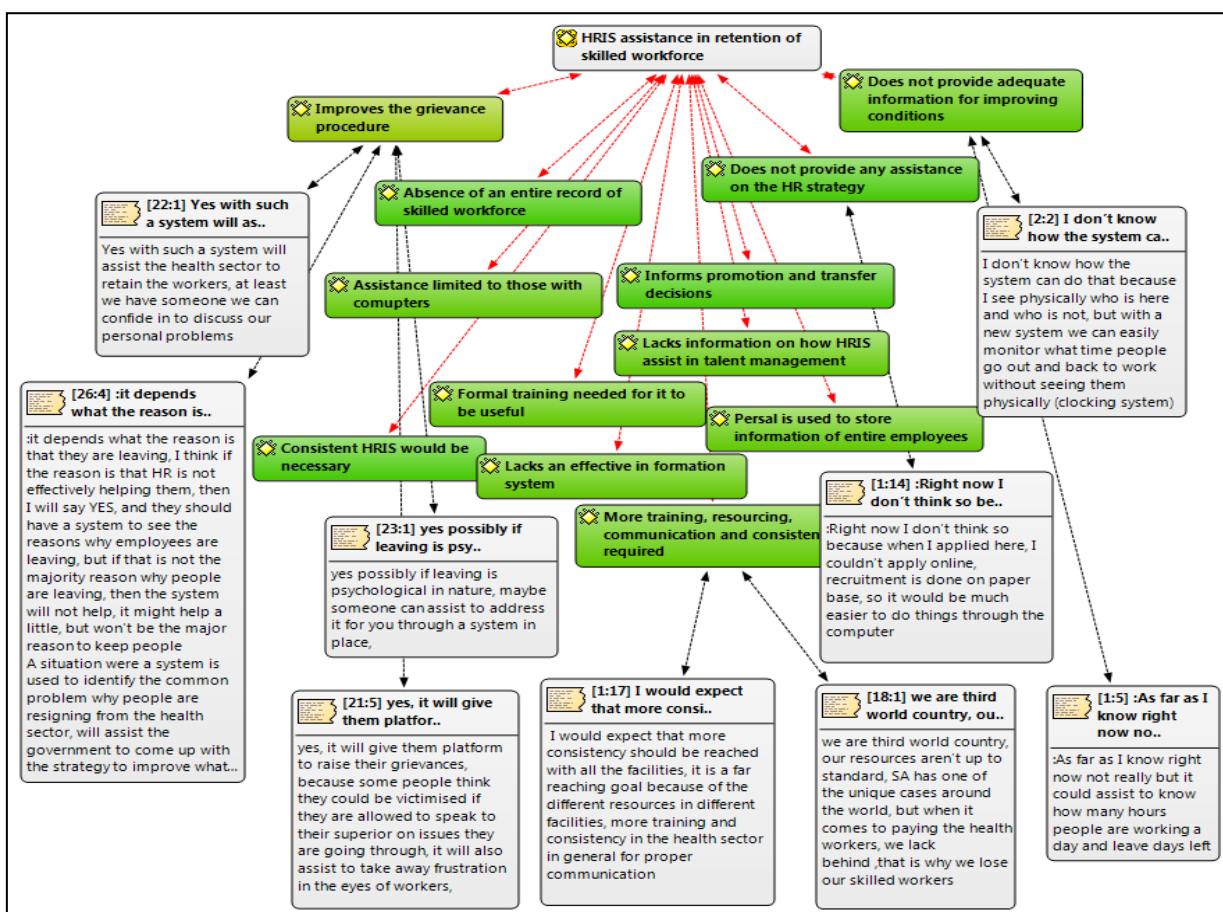 HRIS assistance in retention of
skilled workforce
Does not provide adequate
information for improving
conditions
Improves the grievance
procedure
Does not provide any assistance
on the HR strategy
Absence of an entire record of
skilled workforce
[22:1] Yes with such
a system will as..
Yes with such a system will
assist the health sector to
retain the workers, at least
we have someone we can
confide in to discuss our
personal problems
[2:2] I don´t know
how the system ca..
I don't know how the
system can do that because
I see physically who is here
and who is not, but with a
new system we can easily
monitor what time people
go out and back to work
without seeing them
physically (clocking system)
Informs promotion and transfer
decisions
Assistance limited to those with
comupters
Lacks information on how HRIS
assist in talent management
[26:4] :it depends
what the reason is..
:it depends what the reason is
that they are leaving, I think if
the reason is that HR is not
effectively helping them, then
I will say YES, and they should
have a system to see the
reasons why employees are
leaving, but if that is not the
majority reason why people
are leaving, then the system
will not help, it might help a
little, but won't be the major
reason to keep people
A situation were a system is
used to identify the common
problem why people are
resigning from the health
sector, will assist the
government to come up with
the strategy to improve what...
Formal training needed for it to
be useful
Persal is used to store
information of entire employees
Consistent HRIS would be
necessary
Lacks an effective in formation
system
[1:14] :Right now I
don´t think so be..
:Right now I don't think so
because when I applied here, I
couldn't apply online,
recruitment is done on paper
base, so it would be much
easier to do things through the
computer
More training, resourcing,
communication and consisten
required
[23:1] yes possibly if
leaving is psy..
yes possibly if leaving is
psychological in nature, maybe
someone can assist to address
it for you through a system in
place,
[21:5] yes, it will give
them platfor..
yes, it will give them platform
to raise their grievances,
because some people think
they could be victimised if
they are allowed to speak to
their superior on issues they
are going through, it will also
assist to take away frustration
in the eyes of workers,
[1:17] I would expect
that more consi..
I would expect that more
consistency should be reached
with all the facilities, it is a far
reaching goal because of the
different resources in different
facilities, more training and
consistency in the health sector
in general for proper
communication
[18:1] we are third
world country, ou..
we are third world country,
our resources aren't up to
standard, SA has one of
the unique cases around
the world, but when it
comes to paying the health
workers, we lack
behind ,that is why we lose
our skilled workers
[1:5] :As far as I
know right
now no..
:As far as I know right
now not really but it
could assist to know
how many hours
people are working a
day and leave days left